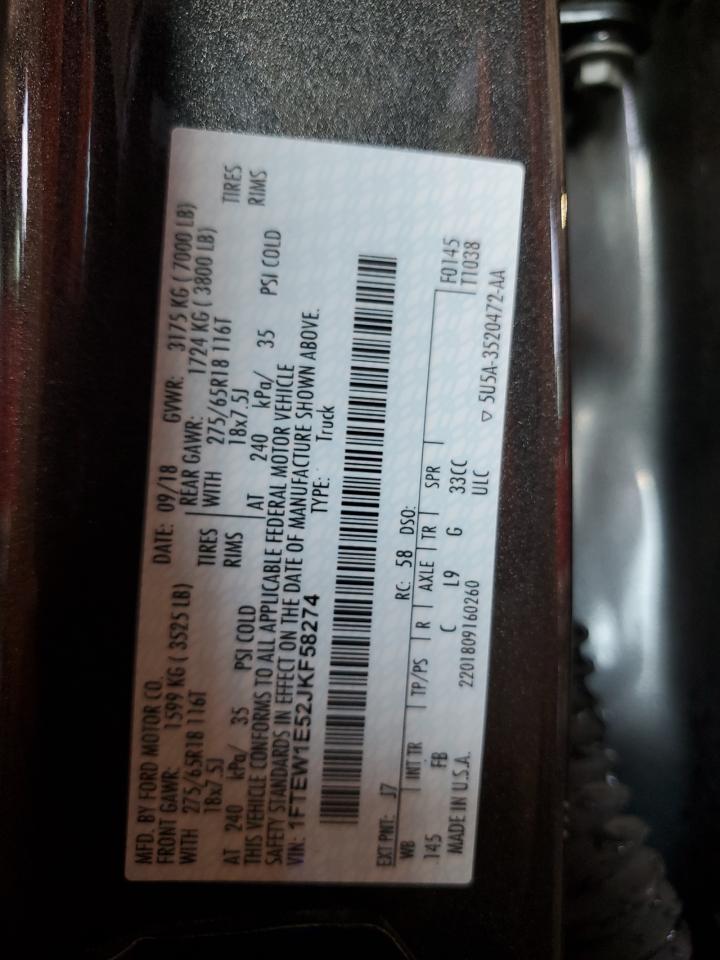 MFD. BY FORD MOTOR CO.
DATE: 09/18 GVWR: 3175 KG ( 7000 LB)
FRONT GAWR: 1599 KG ( 3525 LB)
REAR GAWR: 1724 KG ( 3800 LB)
WITH 275/65R18 116T TIRES
WITH 275/65R18 116T TIRES
18x7.5J RIMS
18x7.5J RIMS
AT 240 kPa/ 35 PSI COLD
AT 240 kPa/ 35 PSI COLD
THIS VEHICLE CONFORMS TO ALL APPLICABLE FEDERAL MOTOR VEHICLE
SAFETY STANDARDS IN EFFECT ON THE DATE OF MANUFACTURE SHOWN ABOVE.
VIN: 1FTEW1E52JKF58274 TYPE: Truck
EXT PNT: J7 RC: 58 DSO:
WB INT TR TP/PS R AXLE TR SPR F0145
145 FB C L9 G 33CC T1038
MADE IN U.S.A. 2201809160260 ULC
▽ 5U5A-3520472-AA